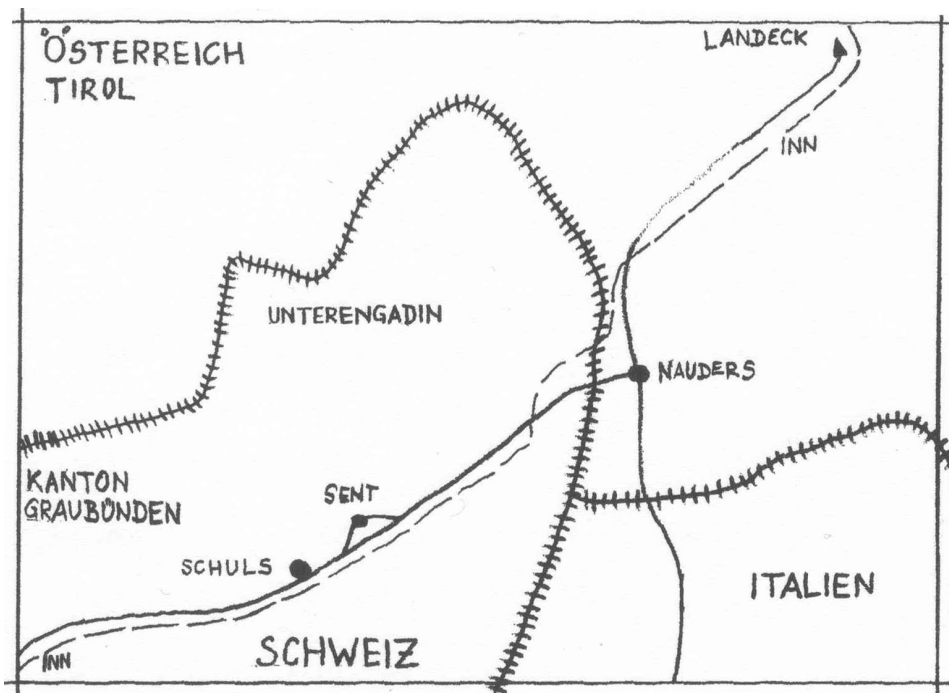 ÖSTERREICH
TIROL
LANDECK
INN
UNTERENGADIN
NAUDERS
KANTON
GRAUBÜNDEN
SENT
SCHULS
ITALIEN
SCHWEIZ
INN